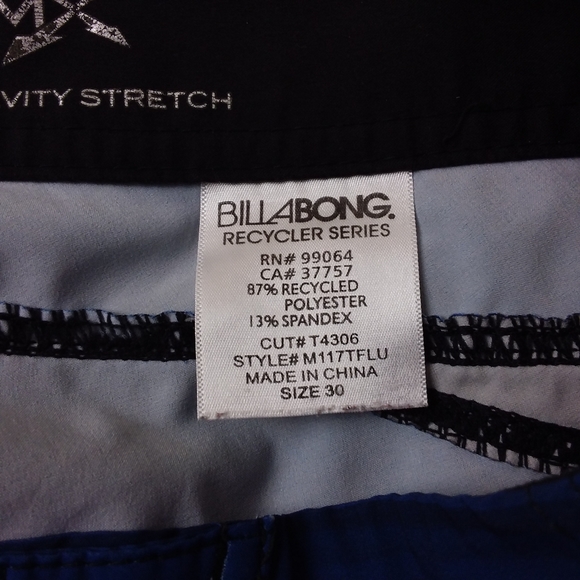 VITY STRETCH
BILLABONG.
RECYCLER SERIES
RN# 99064
CA# 37757
87% RECYCLED
POLYESTER
13% SPANDEX
CUT# T4306
STYLE# M117TFLU
MADE IN CHINA
SIZE 30